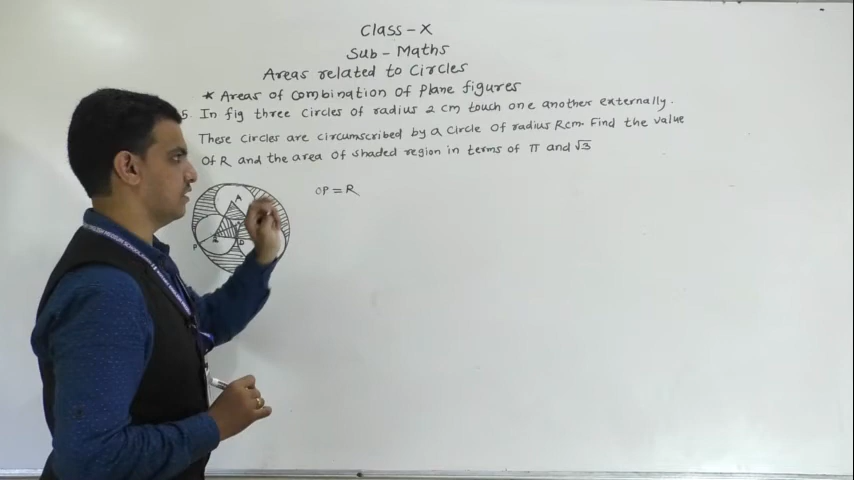 Class-X
Sub-Maths
Areas related to Circles
* Areas of combination of plane figures
5. In fig three circles of radius 2 cm touch one another externally.
These circles are circumscribed by a circle of radius Rcm. Find the value
of R and the area of shaded region in terms of π and √3
OP = R
A
P
B
D